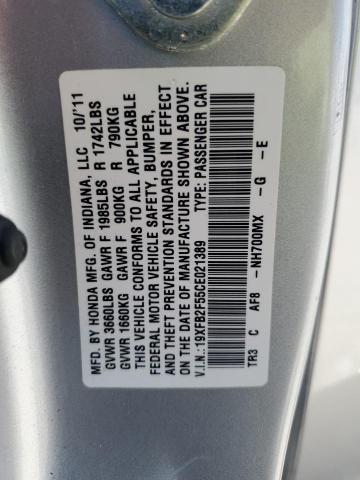 MFD. BY HONDA MFG. OF INDIANA, LLC 10/'11
GVWR 3660LBS GAWR F 1985LBS R 1742LBS
GVWR 1660KG GAWR F 900KG R 790KG
THIS VEHICLE CONFORMS TO ALL APPLICABLE
FEDERAL MOTOR VEHICLE SAFETY, BUMPER,
AND THEFT PREVENTION STANDARDS IN EFFECT
ON THE DATE OF MANUFACTURE SHOWN ABOVE.
V.I.N.: 19XFB2F55CE021389 TYPE: PASSENGER CAR
TR3 C AF8 -NH700MX -G -E